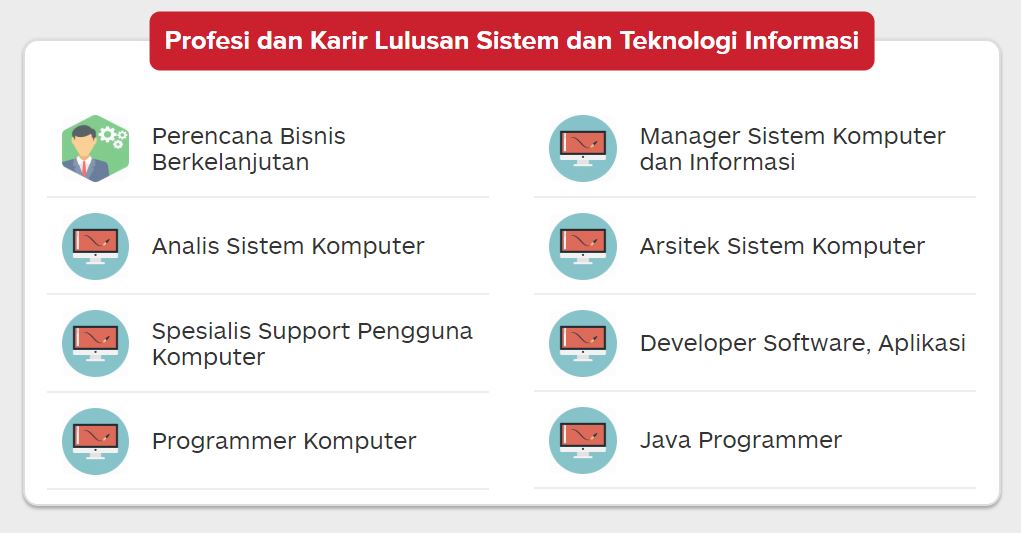 Profesi dan Karir Lulusan Sistem dan Teknologi Informasi
Perencana Bisnis
Berkelanjutan
Manager Sistem Komputer
dan Informasi
Analis Sistem Komputer
Arsitek Sistem Komputer
Spesialis Support Pengguna
Komputer
Developer Software, Aplikasi
Programmer Komputer
Java Programmer